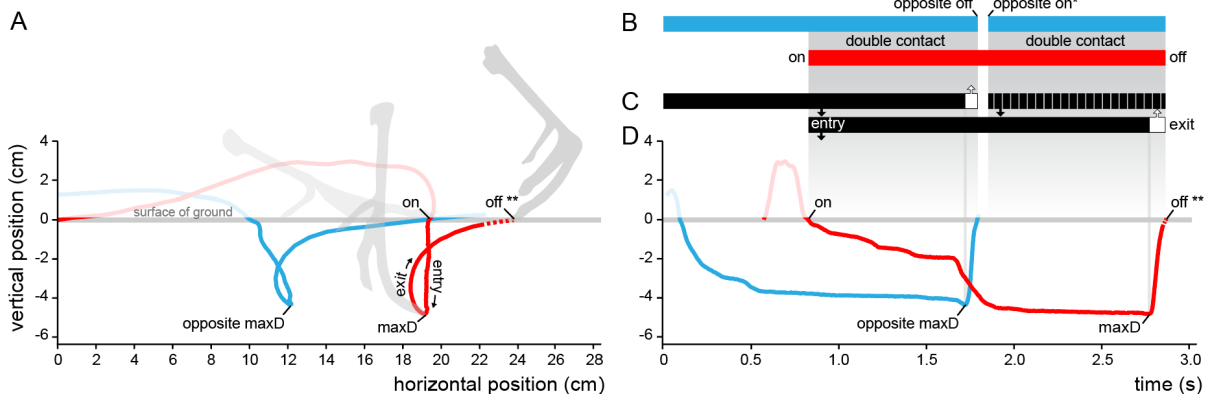 A
vertical position (cm)
4
2
0
-2
-4
-6
surface of ground
on
off **
exit
entry
opposite maxD
maxD
0 2 4 6 8 10 12 14 16 18 20 22 24 26 28
horizontal position (cm)
B
opposite off
opposite on*
double contact
double contact
on
off
C
entry
exit
D
4
2
0
-2
-4
-6
on
off **
opposite maxD
maxD
0 0.5 1.0 1.5 2.0 2.5 3.0
time (s)